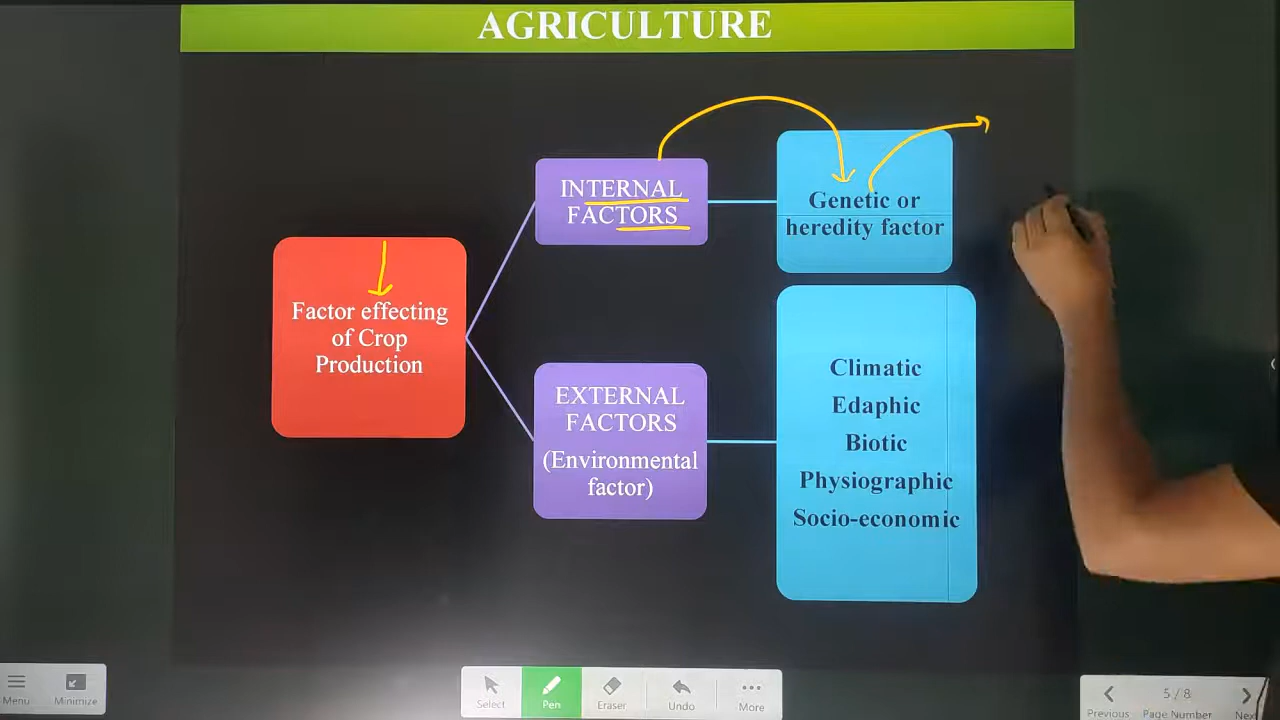 AGRICULTURE
INTERNAL
FACTORS
Genetic or
heredity factor
Factor effecting
of Crop
Production
EXTERNAL
FACTORS
(Environmental
factor)
Climatic
Edaphic
Biotic
Physiographic
Socio-economic
Menu
Minimize
Select
Pen
Eraser
Undo
More
Previous
5 / 8
Page Number
Nex